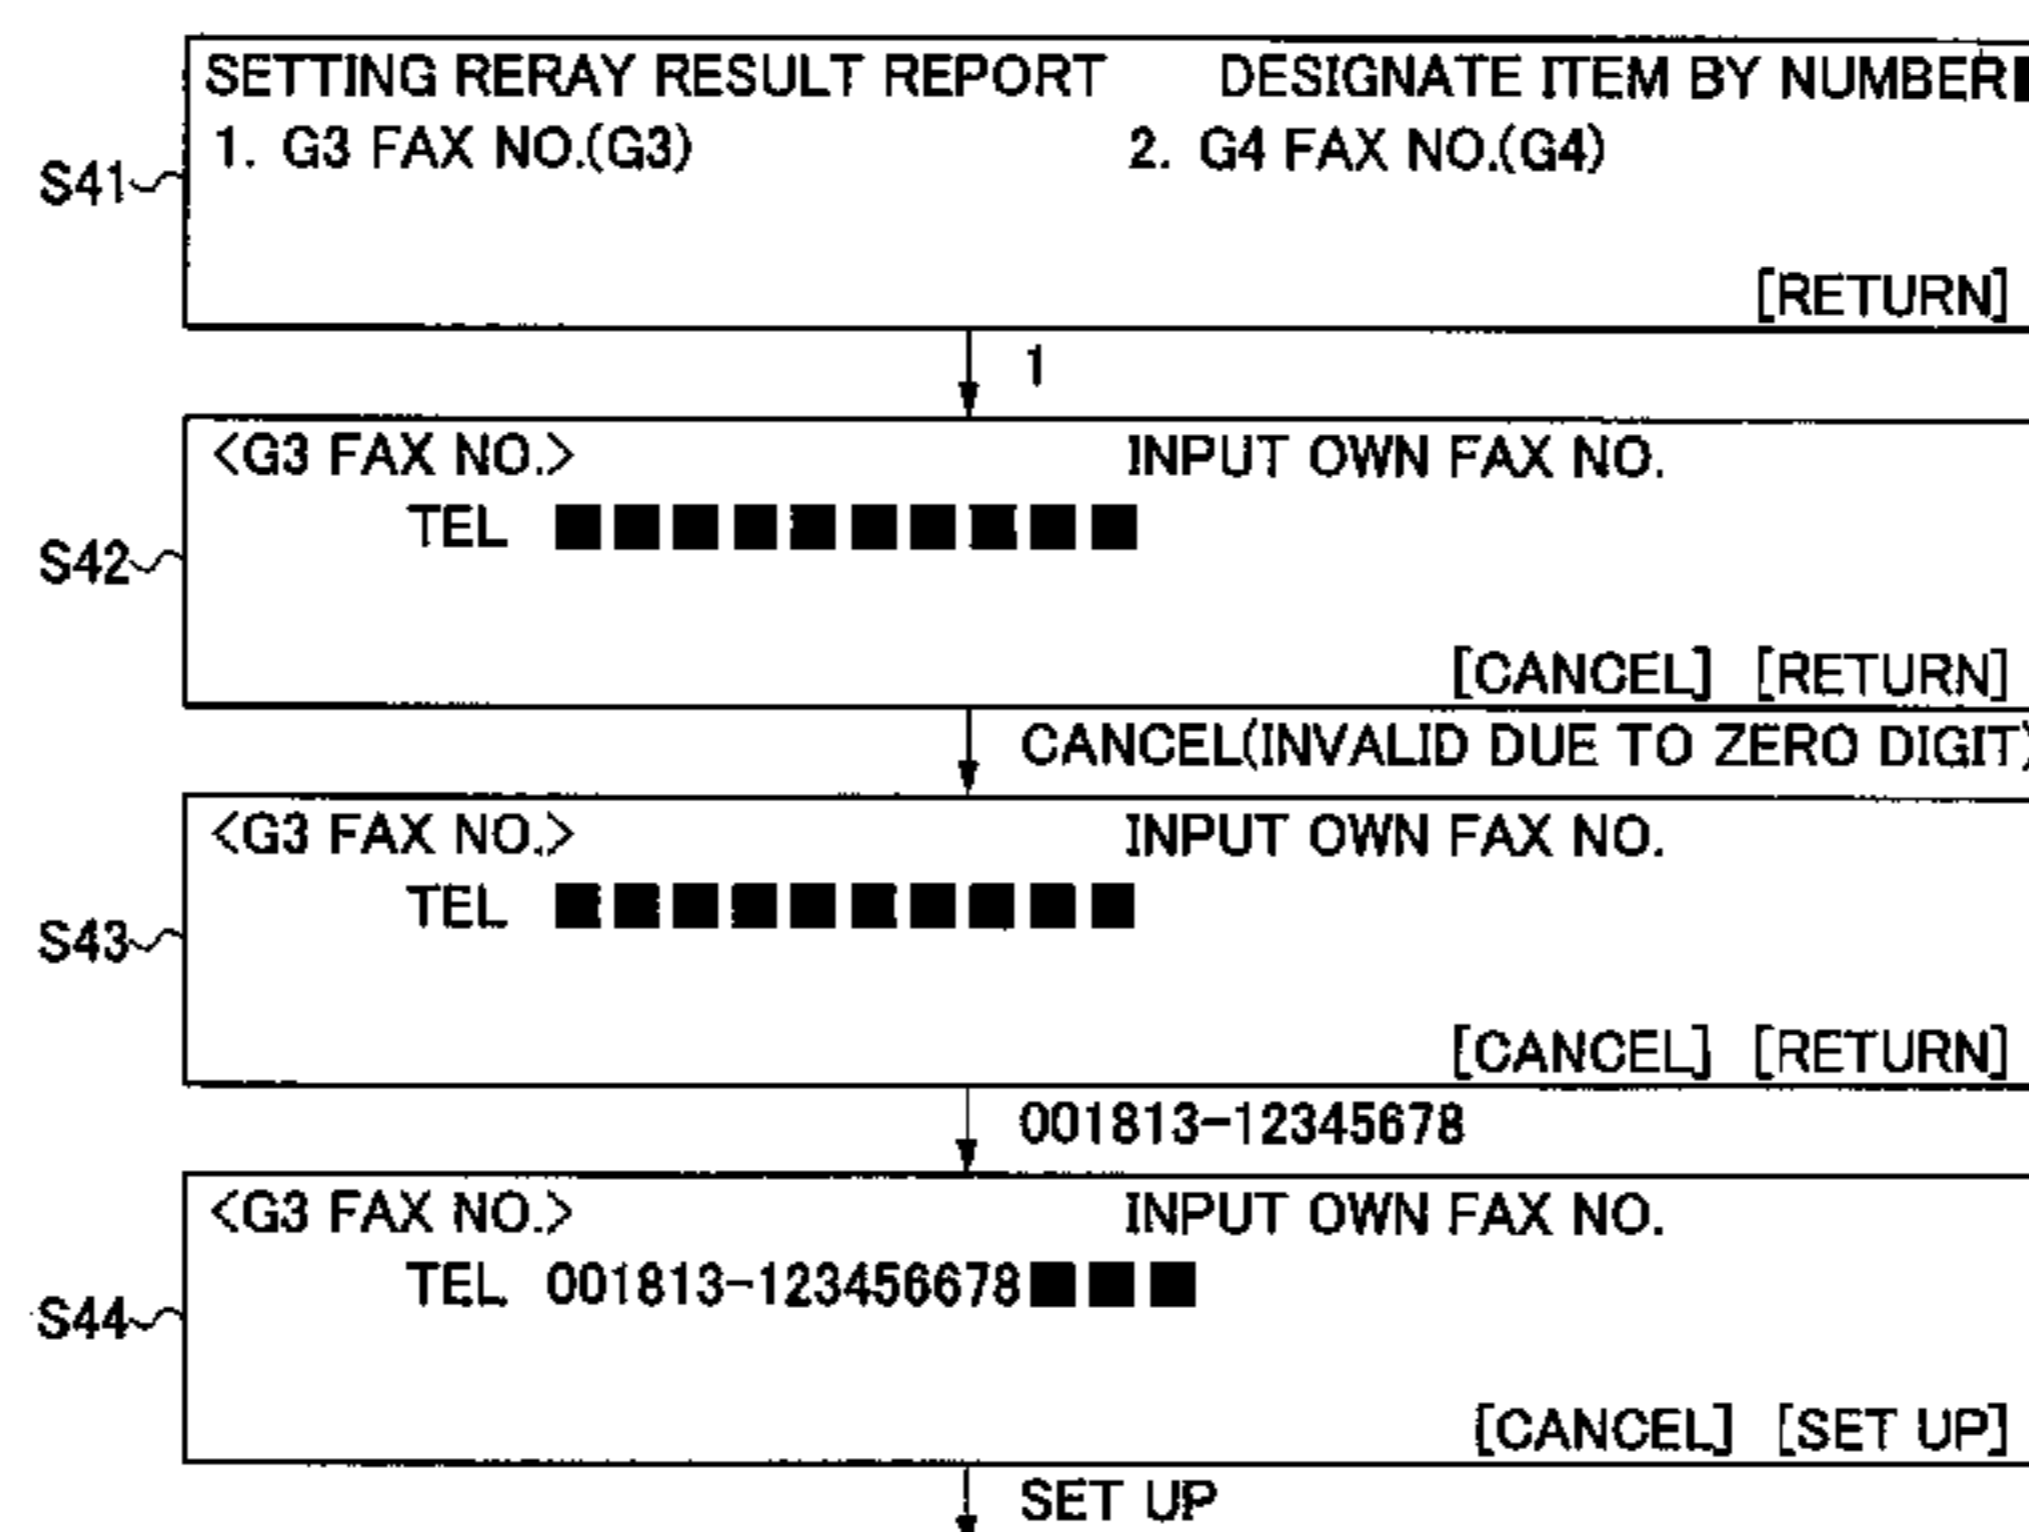 SETTING RERAY RESULT REPORT DESIGNATE ITEM BY NUMBER
1. G3 FAX NO.(G3) 2. G4 FAX NO.(G4)
S41
[RETURN]
1
<G3 FAX NO.> INPUT OWN FAX NO.
TEL ■■■■■■■■■■
S42
[CANCEL] [RETURN]
CANCEL(INVALID DUE TO ZERO DIGIT)
<G3 FAX NO.> INPUT OWN FAX NO.
TEL ■■■■■■■■■■
S43
[CANCEL] [RETURN]
001813-12345678
<G3 FAX NO.> INPUT OWN FAX NO.
TEL 001813-123456678■■■
S44
[CANCEL] [SET UP]
SET UP